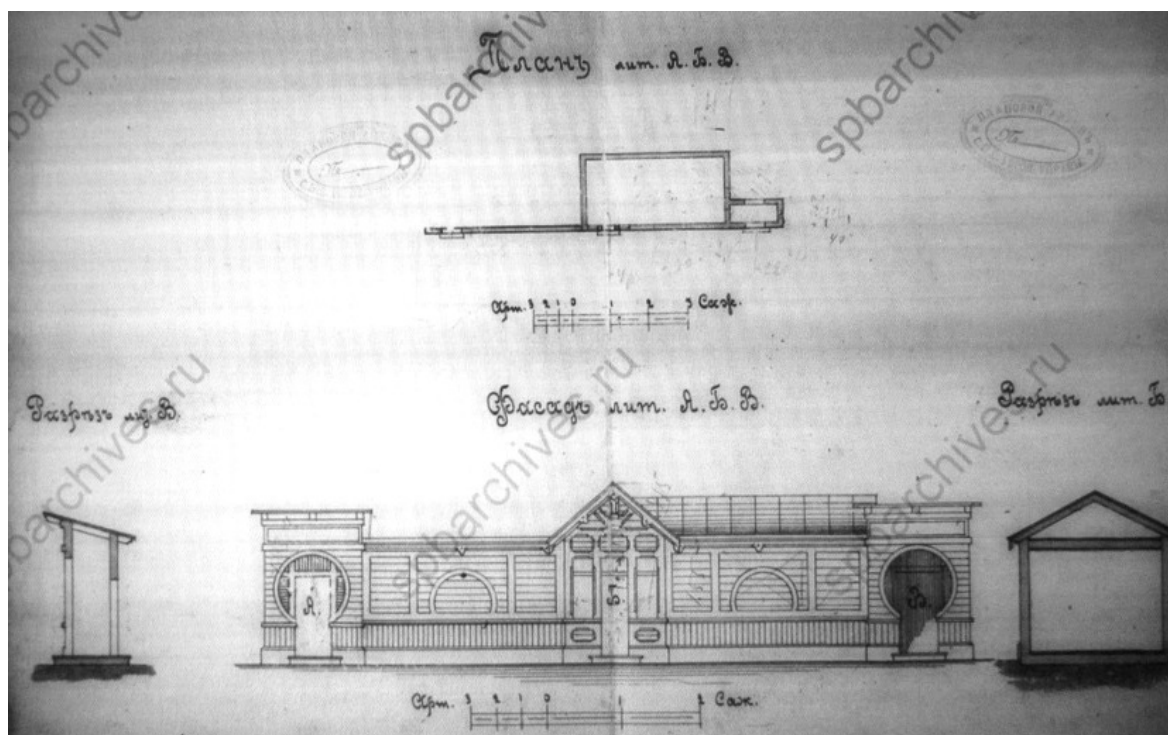 Планъ лит. А. Б. В.
Арш. 3 2 1 0 1 2 3 Саж.
Разрѣзъ лит. В.
Фасадъ лит. А. Б. В.
Разрѣзъ лит. Б
А.
Б.
В.
Арш. 3 2 1 0 1 2 Саж.
spbarchives.ru
spbarchives.ru
spbarchives.ru
spbarchives.ru
spbarchives.ru
spbarchives.ru